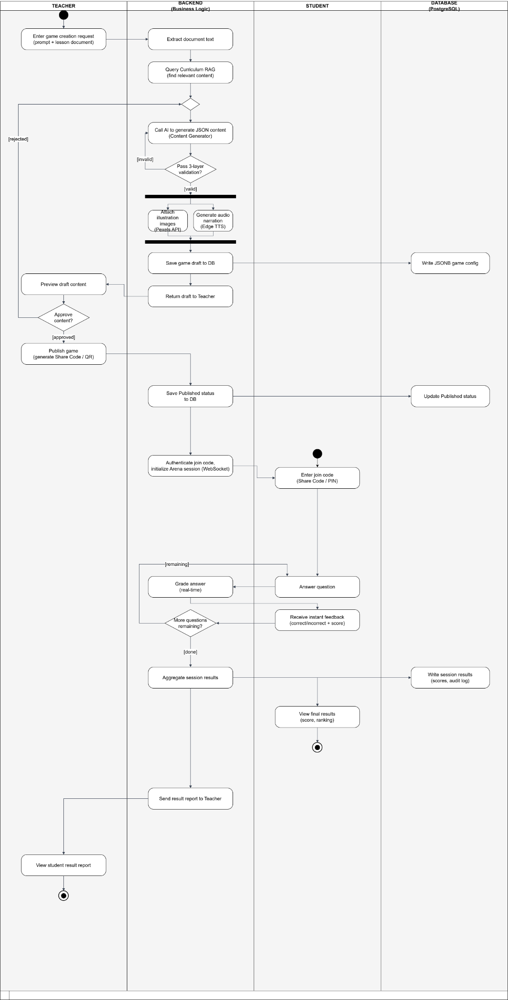 TEACHER
BACKEND
(Business Logic)
STUDENT
DATABASE
(PostgreSQL)
Enter game creation request
(prompt + lesson document)
Extract document text
Query Curriculum RAG
(find relevant content)
[rejected]
Call AI to generate JSON content
(Content Generator)
[invalid]
Pass 3-layer
validation?
[valid]
Attach
illustration
images
(Pexels API)
Generate audio
narration
(Edge TTS)
Save game draft to DB
Write JSONB game config
Preview draft content
Return draft to Teacher
Approve
content?
[approved]
Publish game
(generate Share Code / QR)
Save Published status
to DB
Update Published status
Authenticate join code,
initialize Arena session (WebSocket)
Enter join code
(Share Code / PIN)
[remaining]
Grade answer
(real-time)
Answer question
More questions
remaining?
Receive instant feedback
(correct/incorrect + score)
[done]
Aggregate session results
Write session results
(scores, audit log)
View final results
(score, ranking)
Send result report to Teacher
View student result report